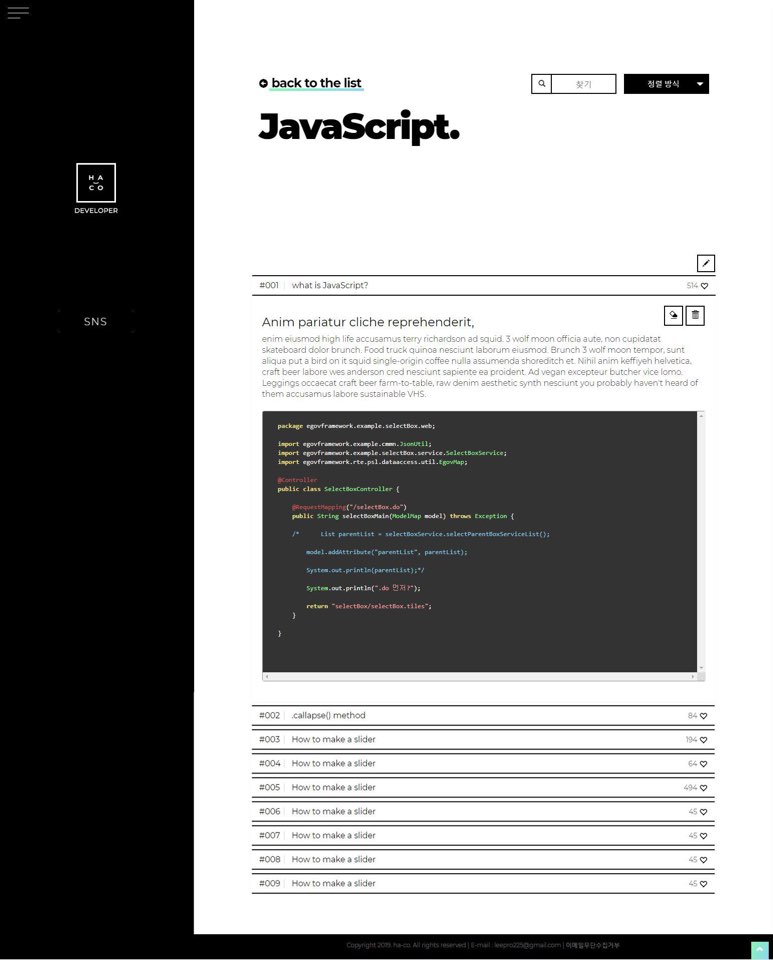 back to the list
찾기
정렬 방식
JavaScript.
H A
C O
DEVELOPER
SNS
#001 what is JavaScript? 514
Anim pariatur cliche reprehenderit,
enim eiusmod high life accusamus terry richardson ad squid. 3 wolf moon officia aute, non cupidatat
skateboard dolor brunch. Food truck quinoa nesciunt laborum eiusmod. Brunch 3 wolf moon tempor, sunt
aliqua put a bird on it squid single-origin coffee nulla assumenda shoreditch et. Nihil anim keffiyeh helvetica,
craft beer labore wes anderson cred nesciunt sapiente ea proident. Ad vegan excepteur butcher vice lomo.
Leggings occaecat craft beer farm-to-table, raw denim aesthetic synth nesciunt you probably haven't heard of
them accusamus labore sustainable VHS.
package egovframework.example.selectBox.web;
import egovframework.example.cmmn.JsonUtil;
import egovframework.example.selectBox.service.SelectBoxService;
import egovframework.rte.psl.dataaccess.util.EgovMap;
@Controller
public class SelectBoxController {
@RequestMapping("/selectBox.do")
public String selectBoxMain(ModelMap model) throws Exception {
/* List parentList = selectBoxService.selectParentBoxServiceList();
model.addAttribute("parentList", parentList);
System.out.println(parentList);*/
System.out.println(".do 먼저?");
return "selectBox/selectBox.tiles";
}
}
#002 .callapse() method 84
#003 How to make a slider 194
#004 How to make a slider 64
#005 How to make a slider 494
#006 How to make a slider 45
#007 How to make a slider 45
#008 How to make a slider 45
#009 How to make a slider 45
Copyright 2019. ha-co. All rights reserved | E-mail : leepro225@gmail.com | 이메일무단수집거부